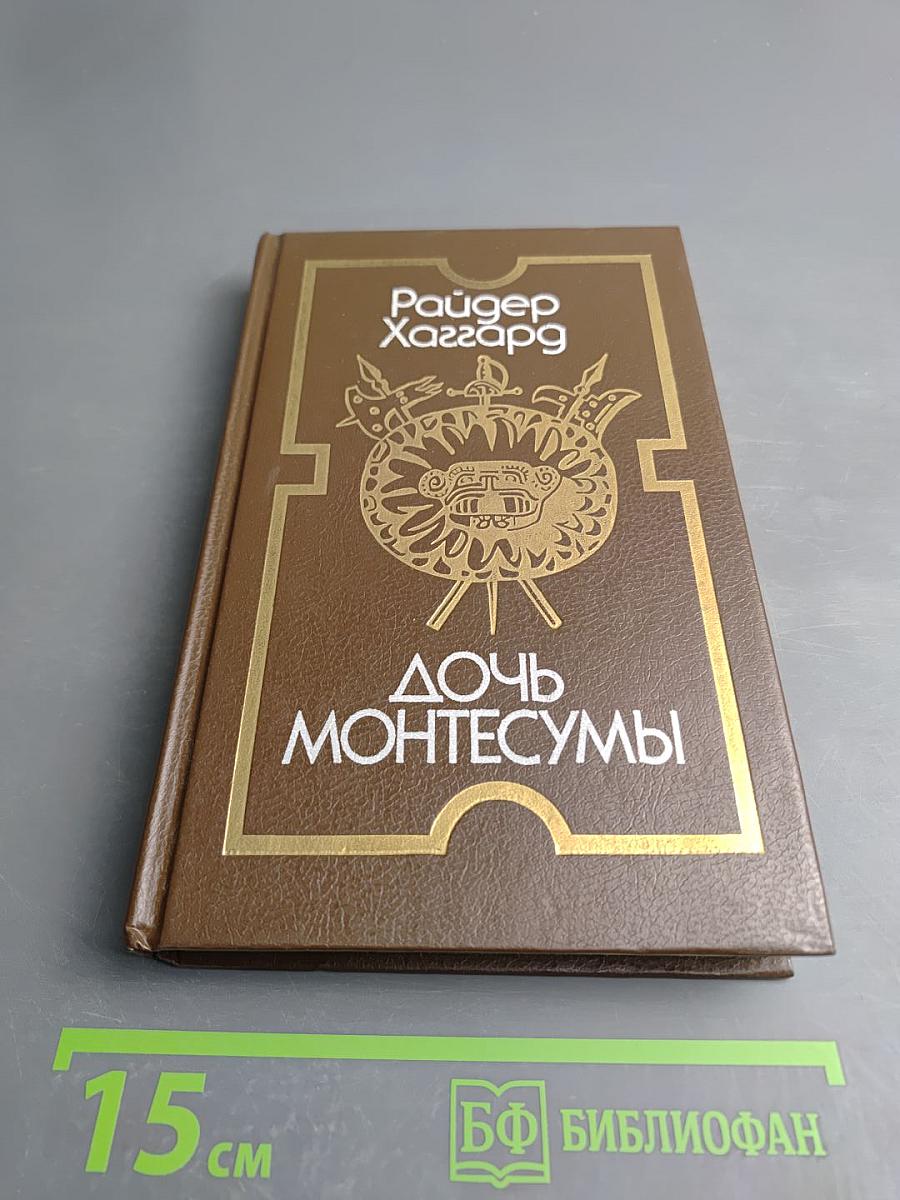 Райдер
Хаггард
ДОЧЬ
МОНТЕСУМЫ
15 см
БФ БИБЛИОФАН